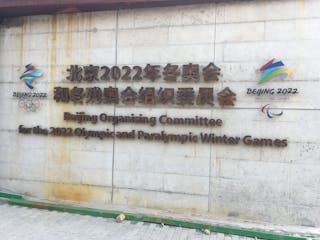 北京2022年冬奥会
和冬残奥会组织委员会
Beijing Organising Committee
for the 2022 Olympic and Paralympic Winter Games
BEIJING 2022
BEIJING 2022